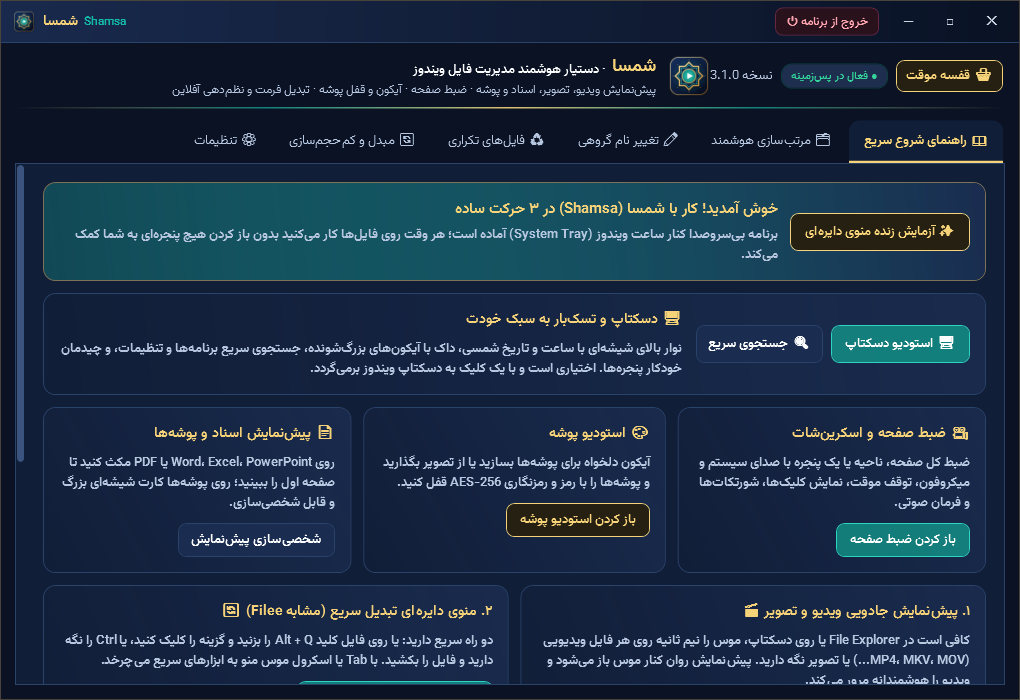 شمسا Shamsa
خروج از برنامه
شمسا · دستیار هوشمند مدیریت فایل ویندوز
پیش‌نمایش ویدیو، تصویر، اسناد و پوشه · ضبط صفحه · آیکون و قفل پوشه · تبدیل فرمت و نظم‌دهی آفلاین
نسخه 3.1.0
فعال در پس‌زمینه
قفسه موقت
راهنمای شروع سریع
مرتب‌سازی هوشمند
تغییر نام گروهی
فایل‌های تکراری
مبدل و کم‌حجم‌سازی
تنظیمات
خوش آمدید! کار با شمسا (Shamsa) در ۳ حرکت ساده
برنامه بی‌سروصدا کنار ساعت ویندوز (System Tray) آماده است؛ هر وقت روی فایل‌ها کار می‌کنید بدون باز کردن هیچ پنجره‌ای به شما کمک
می‌کند.
آزمایش زنده منوی دایره‌ای
دسکتاپ و تسک‌بار به سبک خودت
نوار بالای شیشه‌ای با ساعت و تاریخ شمسی، داک با آیکون‌های بزرگ‌شونده، جستجوی سریع برنامه‌ها و تنظیمات، و چیدمان
خودکار پنجره‌ها. اختیاری است و با یک کلیک به دسکتاپ ویندوز برمی‌گردد.
استودیو دسکتاپ
جستجوی سریع
ضبط صفحه و اسکرین‌شات
ضبط کل صفحه، ناحیه یا یک پنجره با صدای سیستم و
میکروفون، توقف موقت، نمایش کلیک‌ها، شورتکات‌ها
و فرمان صوتی.
باز کردن ضبط صفحه
استودیو پوشه
آیکون دلخواه برای پوشه‌ها بسازید یا از تصویر بگذارید
و پوشه‌ها را با رمز و رمزنگاری AES-256 قفل کنید.
باز کردن استودیو پوشه
پیش‌نمایش اسناد و پوشه‌ها
روی Word، Excel، PowerPoint یا PDF مکث کنید تا
صفحه اول را ببینید؛ روی پوشه‌ها کارت شیشه‌ای بزرگ
و قابل شخصی‌سازی.
شخصی‌سازی پیش‌نمایش
۱. پیش‌نمایش جادویی ویدیو و تصویر
کافی است در File Explorer یا روی دسکتاپ، موس را نیم ثانیه روی هر فایل ویدیویی
(MP4، MKV، MOV...) یا تصویر نگه دارید. پیش‌نمایش روان کنار موس باز می‌شود و
ویدیو را هوشمندانه مرور می‌کند.
۲. منوی دایره‌ای تبدیل سریع (مشابه Filee)
دو راه سریع دارید: یا روی فایل کلید Alt + Q را بزنید و گزینه را کلیک کنید، یا Ctrl را نگه
دارید و فایل را بکشید. با Tab یا اسکرول موس منو به ابزارهای سریع می‌چرخد.